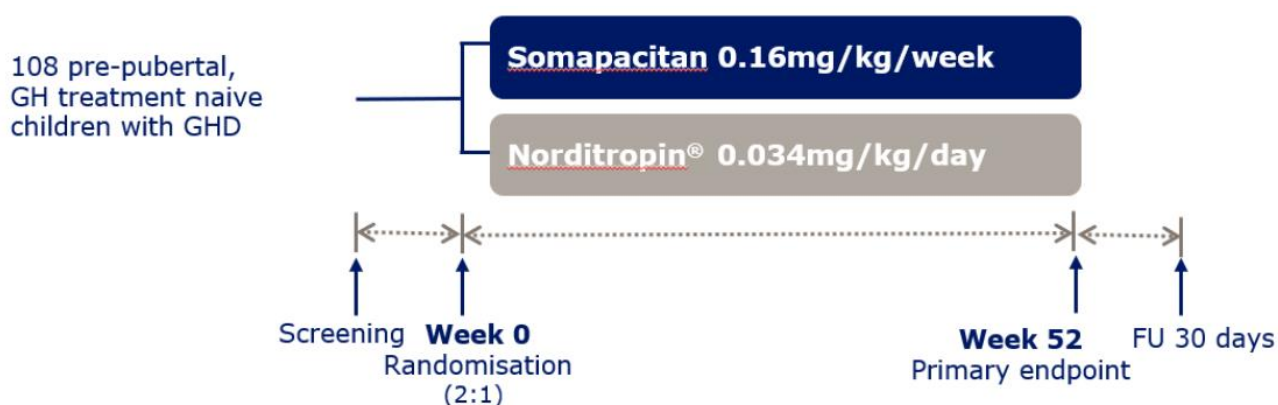 108 pre-pubertal,
GH treatment naive
children with GHD
Somapacitan 0.16mg/kg/week
Norditropin® 0.034mg/kg/day
Screening
Week 0
Randomisation
(2:1)
Week 52
Primary endpoint
FU 30 days